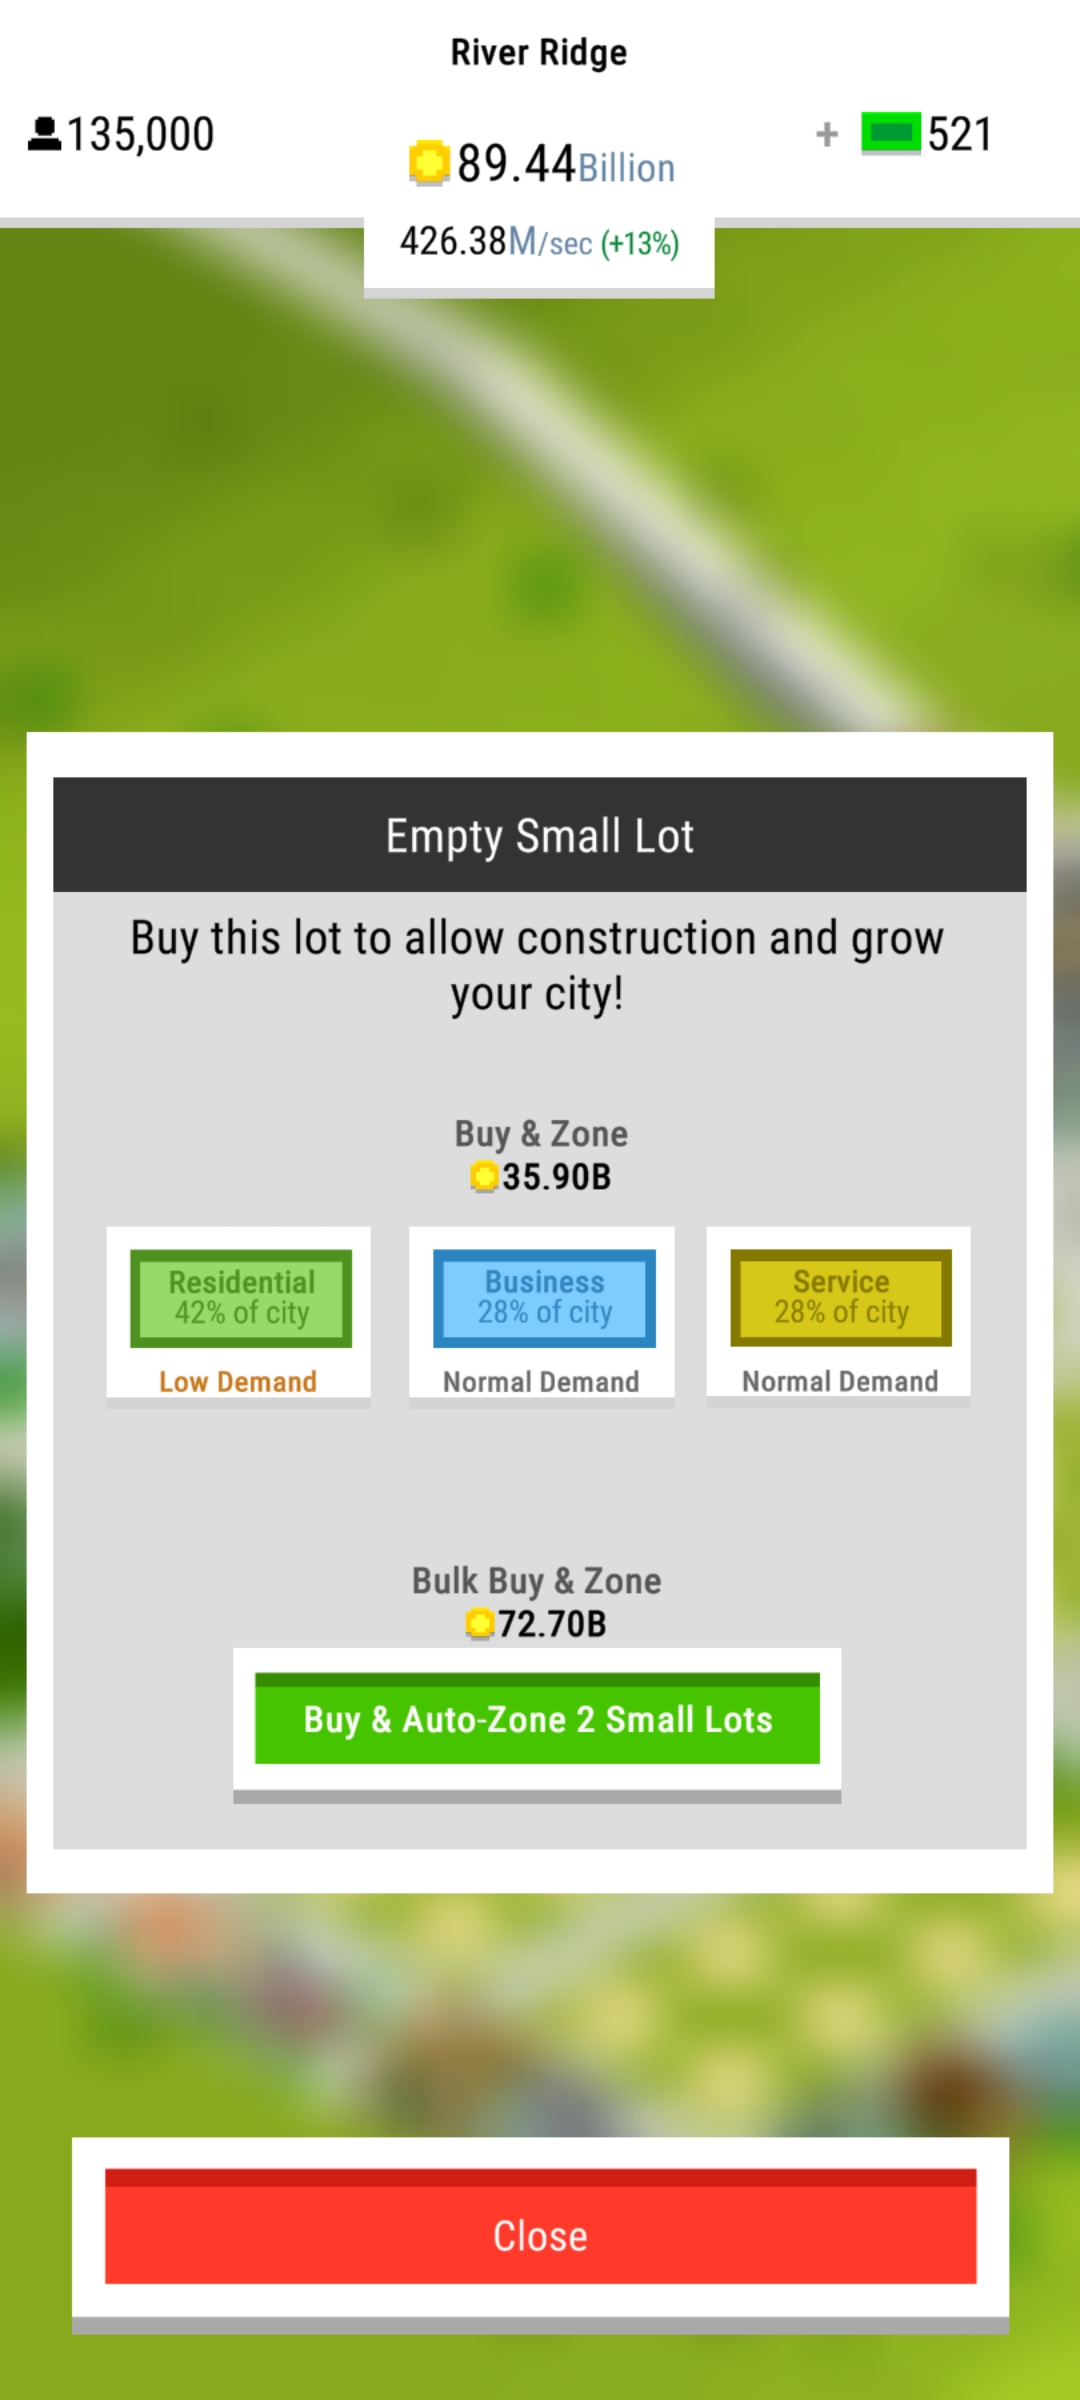 River Ridge
135,000
89.44Billion
+ 521
426.38M/sec (+13%)
Empty Small Lot
Buy this lot to allow construction and grow
your city!
Buy & Zone
35.90B
Residential
42% of city
Low Demand
Business
28% of city
Normal Demand
Service
28% of city
Normal Demand
Bulk Buy & Zone
72.70B
Buy & Auto-Zone 2 Small Lots
Close